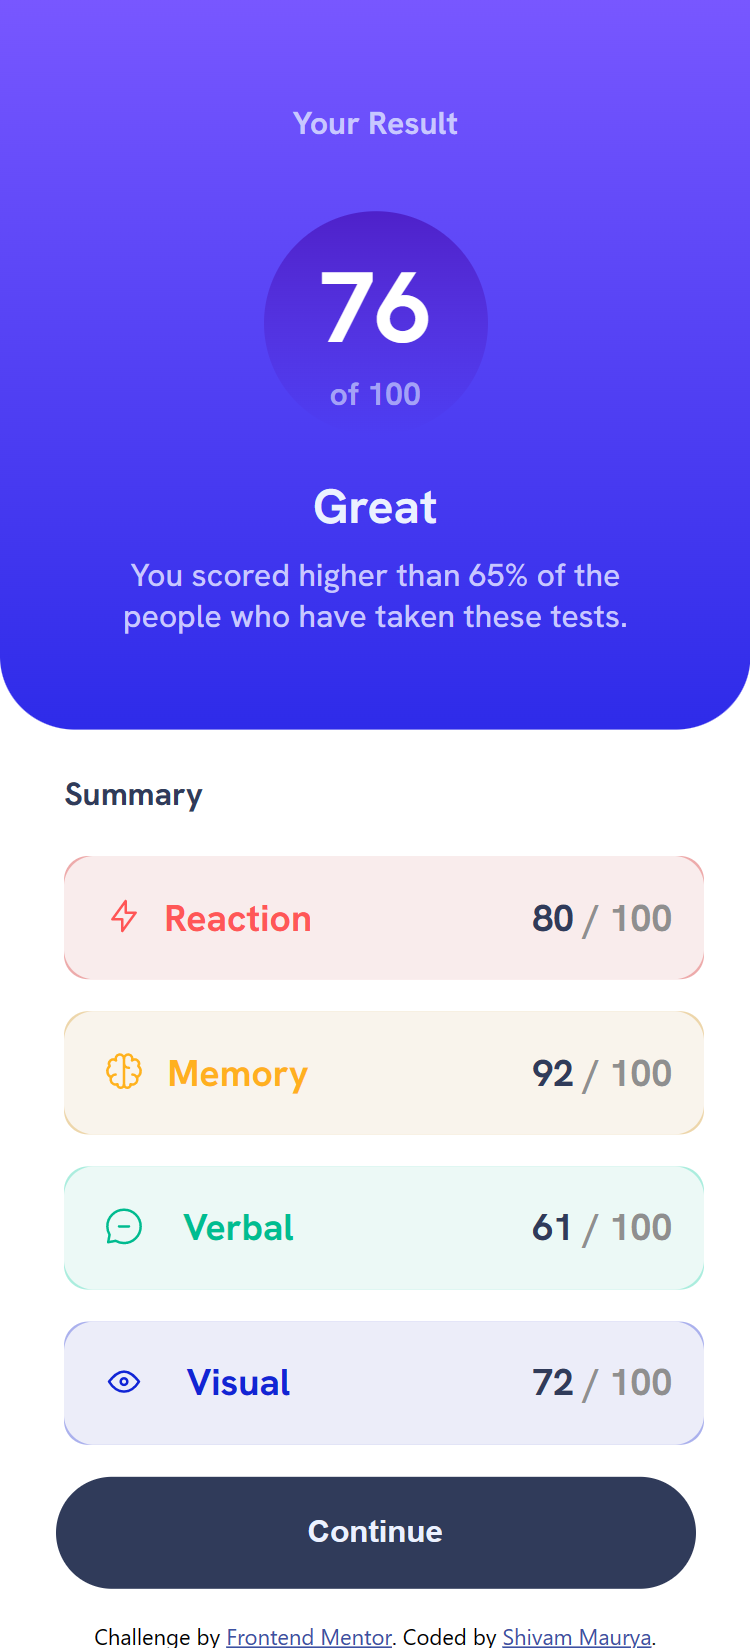 Your Result
76
of 100
Great
You scored higher than 65% of the
people who have taken these tests.
Summary
Reaction 80 / 100
Memory 92 / 100
Verbal 61 / 100
Visual 72 / 100
Continue
Challenge by Frontend Mentor. Coded by Shivam Maurya.